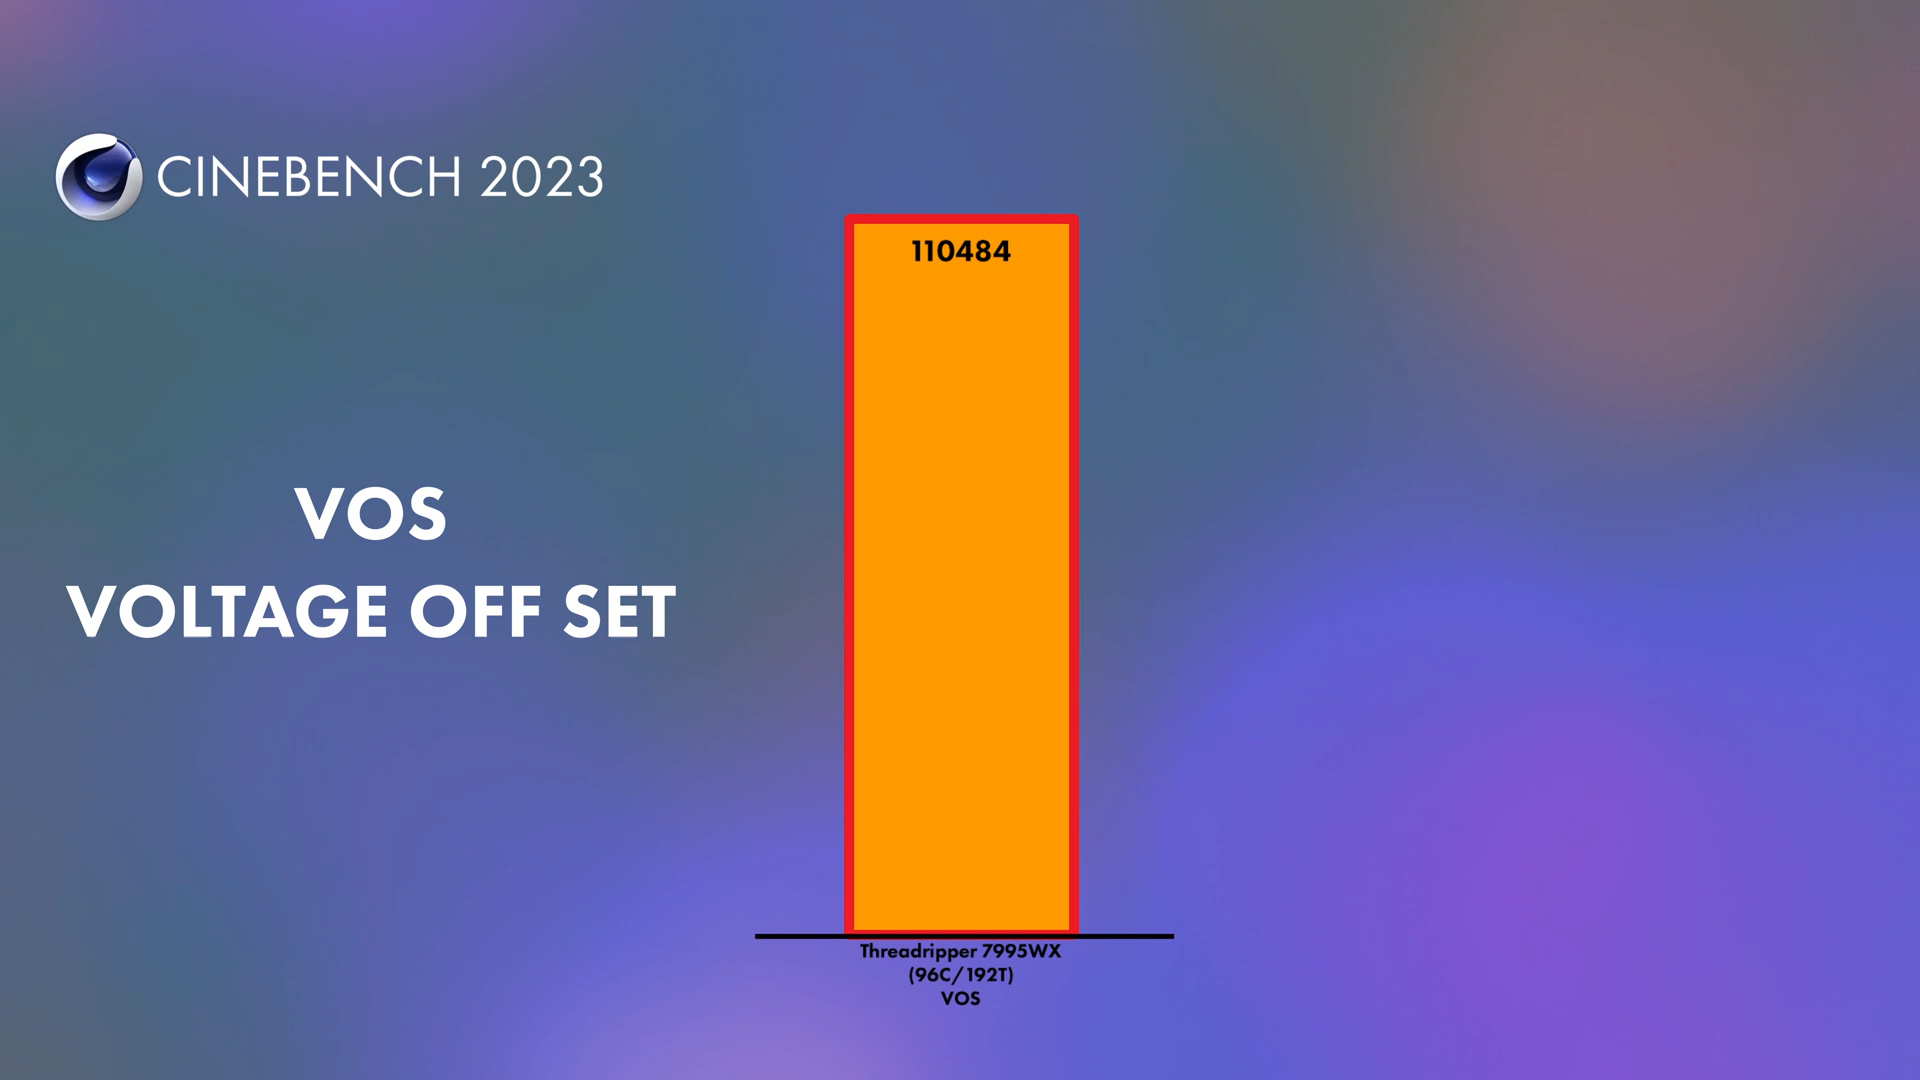 CINEBENCH 2023
VOS
VOLTAGE OFF SET
110484
Threadripper 7995WX
(96C/192T)
VOS